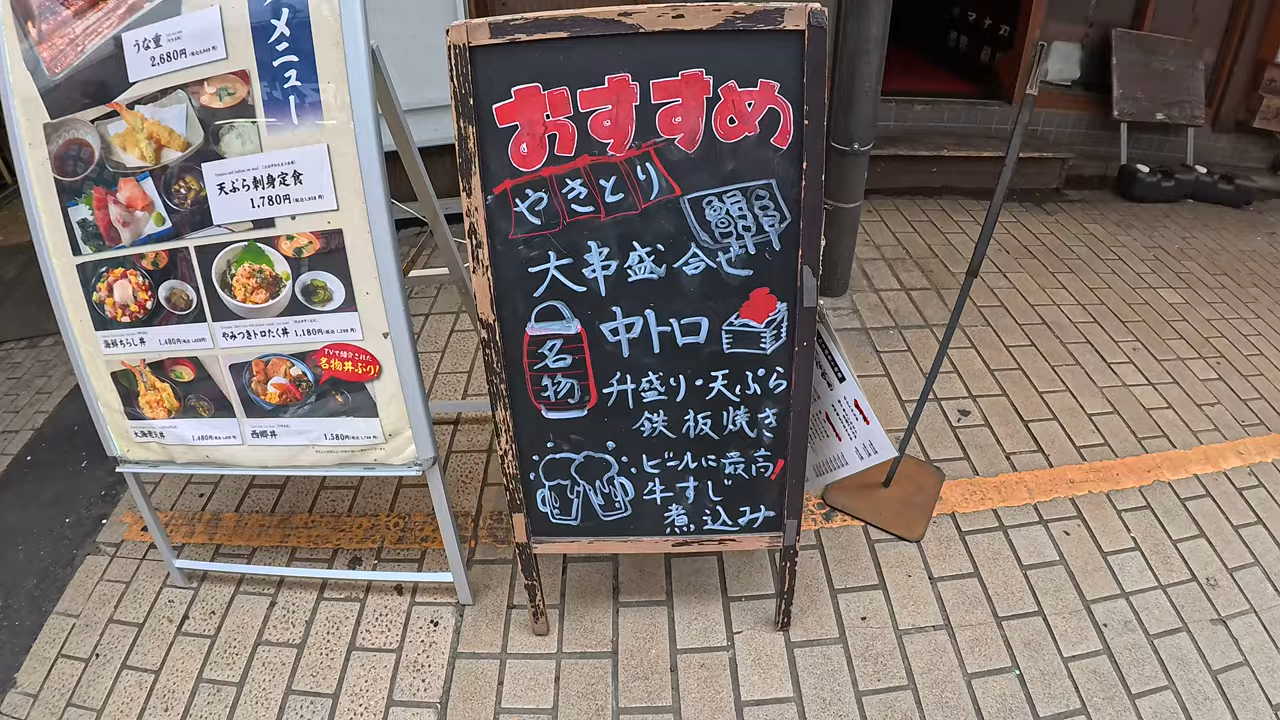 メニュー
うな重
2,680円
天ぷら刺身定食
1,780円
海鮮ちらし丼
1,480円
やみつきトロたく丼
1,180円
TVで紹介された
名物丼ぶり!
1,480円
西郷丼
1,580円
おすすめ
やきとり
大串盛合せ
名物
中トロ
升盛り・天ぷら
鉄板焼き
ビールに最高!
牛すじ
煮込み